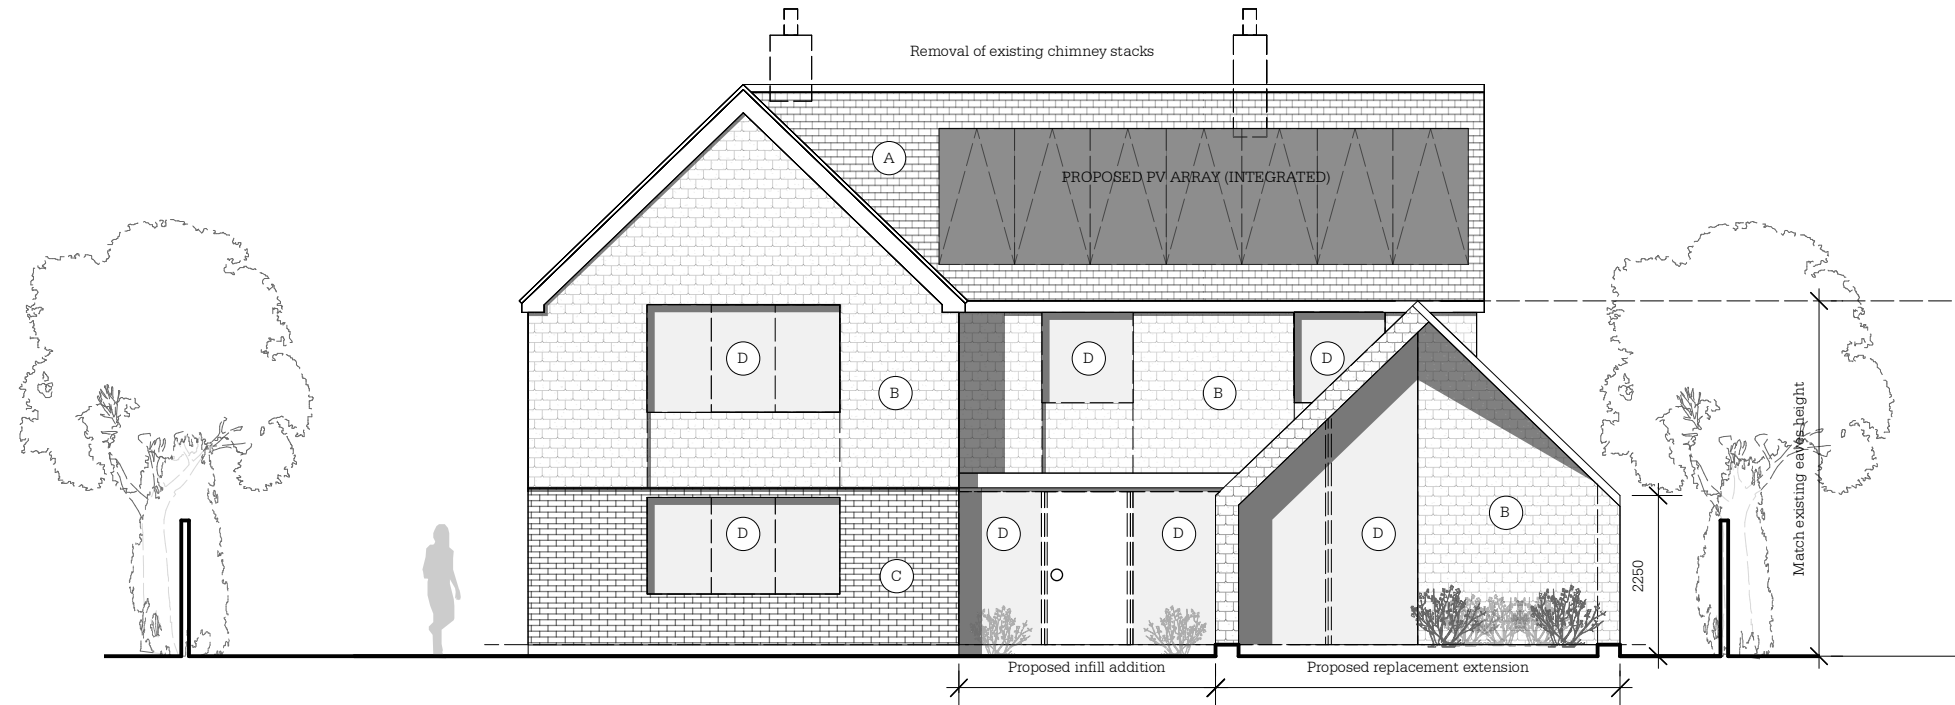 Removal of existing chimney stacks
A
PROPOSED PV ARRAY (INTEGRATED)
D
D
D
B
B
Match existing eaves height
B
D
D
D
D
C
2250
Proposed infill addition
Proposed replacement extension